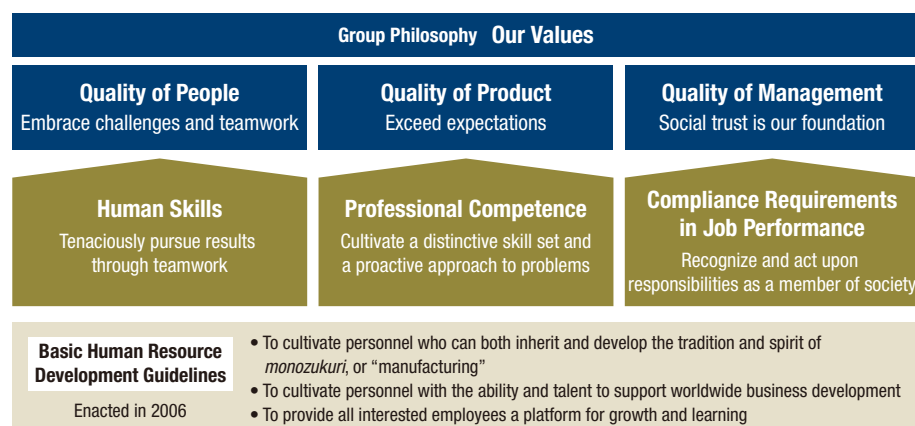 Group Philosophy Our Values
Quality of People
Embrace challenges and teamwork
Quality of Product
Exceed expectations
Quality of Management
Social trust is our foundation
Human Skills
Tenaciously pursue results
through teamwork
Professional Competence
Cultivate a distinctive skill set and
a proactive approach to problems
Compliance Requirements
in Job Performance
Recognize and act upon
responsibilities as a member of society
Basic Human Resource
Development Guidelines
Enacted in 2006
• To cultivate personnel who can both inherit and develop the tradition and spirit of
monozukuri, or “manufacturing”
• To cultivate personnel with the ability and talent to support worldwide business development
• To provide all interested employees a platform for growth and learning